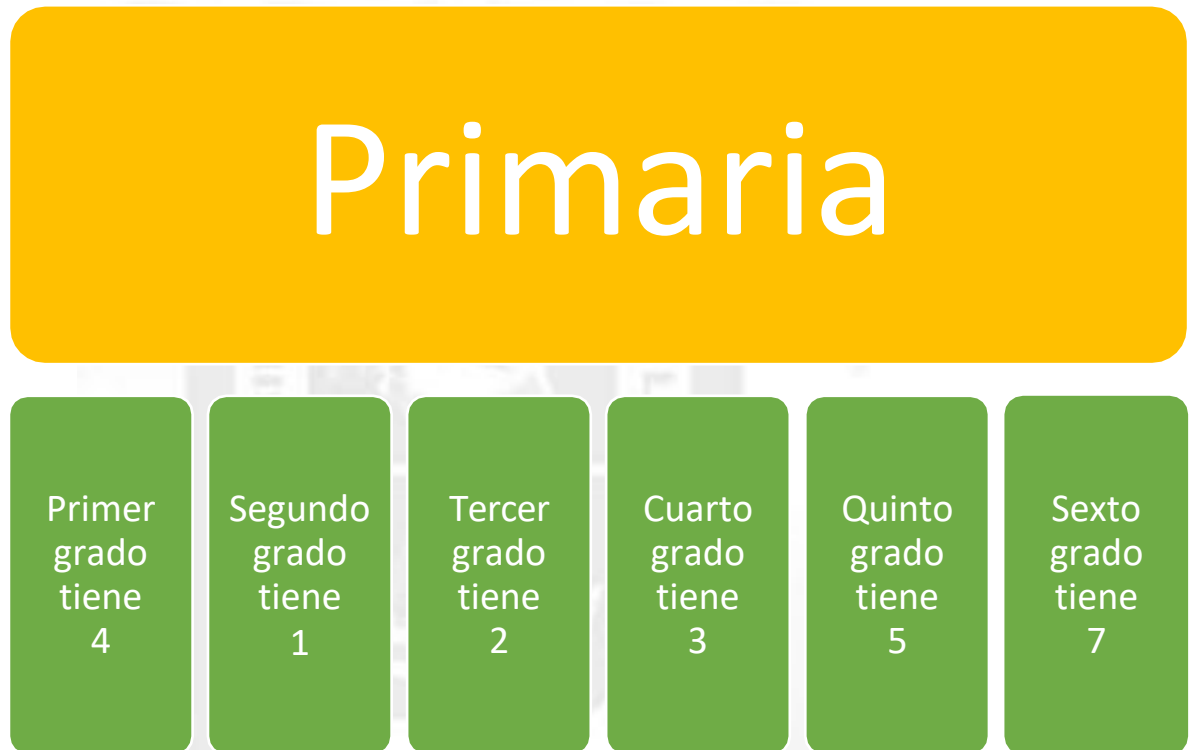 Primaria
Primer
grado
tiene
4
Segundo
grado
tiene
1
Tercer
grado
tiene
2
Cuarto
grado
tiene
3
Quinto
grado
tiene
5
Sexto
grado
tiene
7